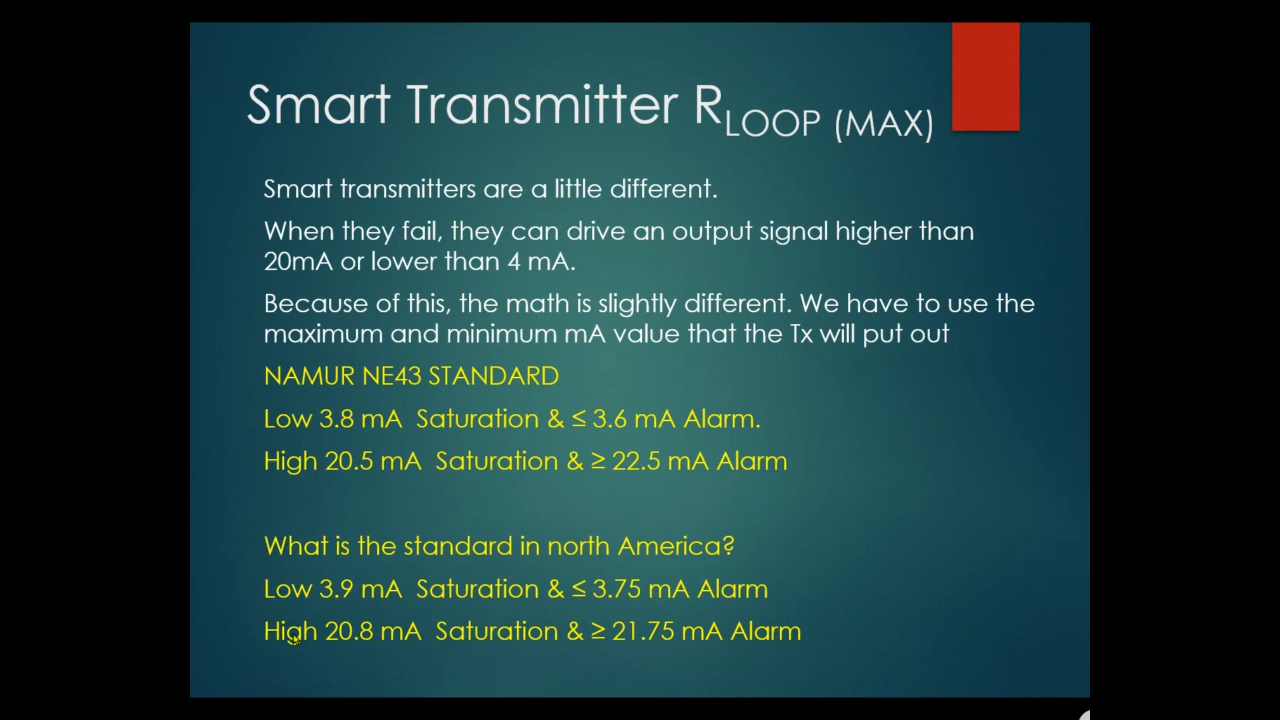 Smart Transmitter RLOOP (MAX)
Smart transmitters are a little different.
When they fail, they can drive an output signal higher than
20mA or lower than 4 mA.
Because of this, the math is slightly different. We have to use the
maximum and minimum mA value that the Tx will put out
NAMUR NE43 STANDARD
Low 3.8 mA  Saturation & ≤ 3.6 mA Alarm.
High 20.5 mA  Saturation & ≥ 22.5 mA Alarm
What is the standard in north America?
Low 3.9 mA  Saturation & ≤ 3.75 mA Alarm
High 20.8 mA  Saturation & ≥ 21.75 mA Alarm